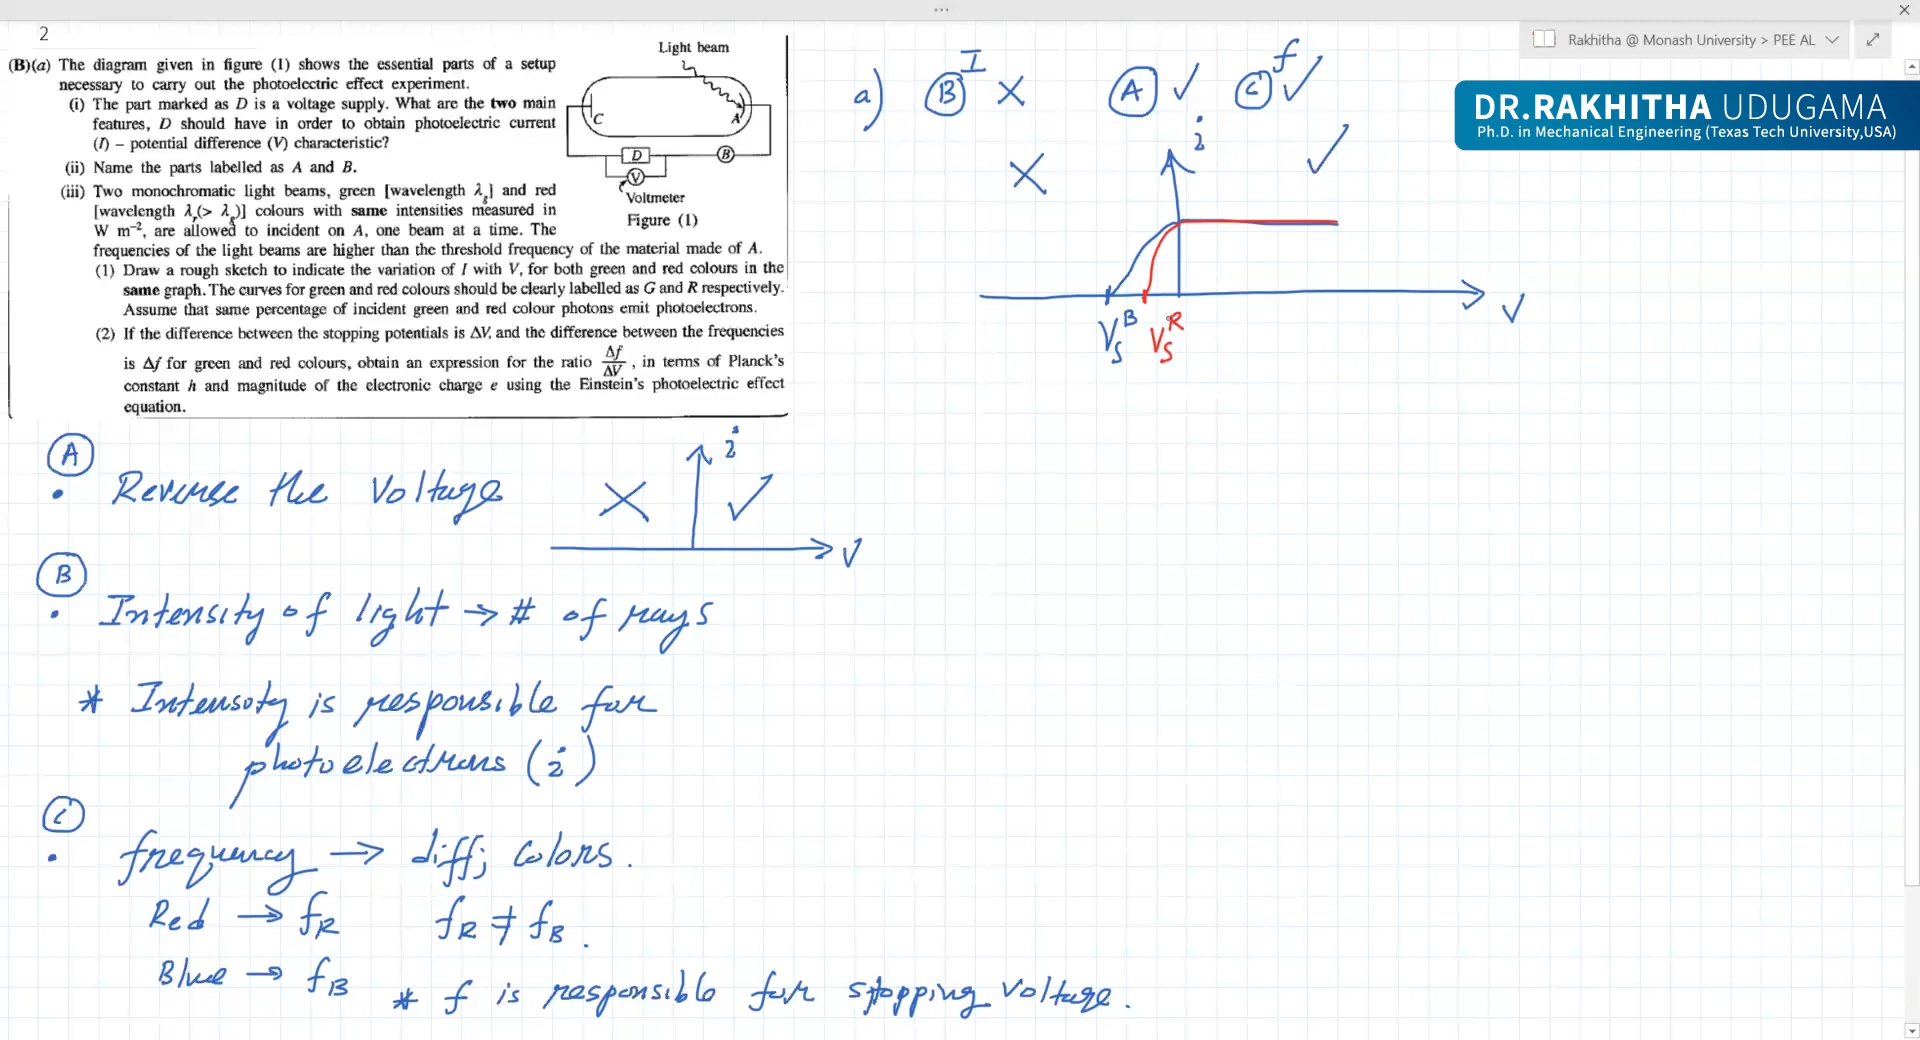 2
(B)(a) The diagram given in figure (1) shows the essential parts of a setup
necessary to carry out the photoelectric effect experiment.
(i) The part marked as D is a voltage supply. What are the two main
features, D should have in order to obtain photoelectric current
(I) – potential difference (V) characteristic?
(ii) Name the parts labelled as A and B.
(iii) Two monochromatic light beams, green [wavelength λg] and red
[wavelength λr(> λg)] colours with same intensities measured in
W m⁻², are allowed to incident on A, one beam at a time. The
frequencies of the light beams are higher than the threshold frequency of the material made of A.
(1) Draw a rough sketch to indicate the variation of I with V, for both green and red colours in the
same graph. The curves for green and red colours should be clearly labelled as G and R respectively.
Assume that same percentage of incident green and red colour photons emit photoelectrons.
(2) If the difference between the stopping potentials is ΔV, and the difference between the frequencies
is Δf for green and red colours, obtain an expression for the ratio Δf/ΔV, in terms of Planck's
constant h and magnitude of the electronic charge e using the Einstein's photoelectric effect
equation.
Light beam
C
A
D
B
V
Voltmeter
Figure (1)
Rakhitha @ Monash University > PEE AL
DR.RAKHITHA UDUGAMA
Ph.D. in Mechanical Engineering (Texas Tech University,USA)
a) B I X A ✓ C f ✓
i
X ✓
V
Vs^B Vs^R
A
• Reverse the Voltage
X i ✓
V
B
• Intensity of light → # of rays
* Intensoty is responsible for
photoelectrons (i)
C
• frequency → diff; Colors.
Red → fR fR ≠ fB.
Blue → fB
* f is responsible for stopping voltage.